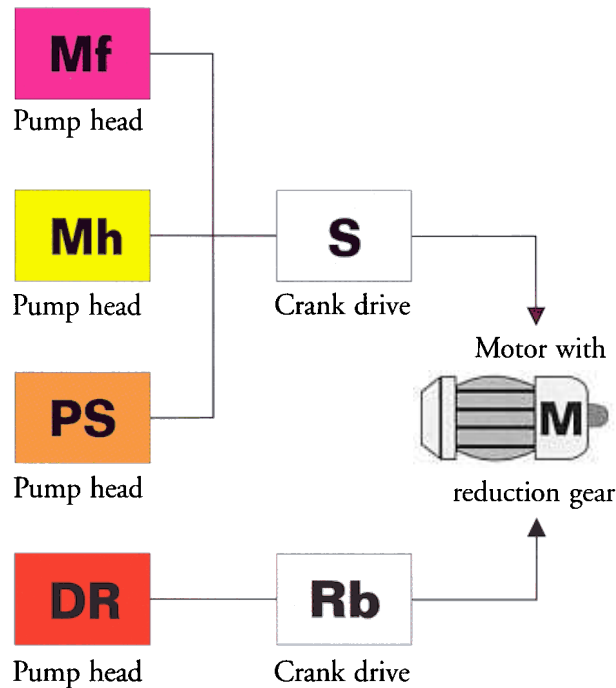 Mf
Pump head
Mh
Pump head
S
Crank drive
PS
Pump head
Motor with
M
reduction gear
DR
Pump head
Rb
Crank drive